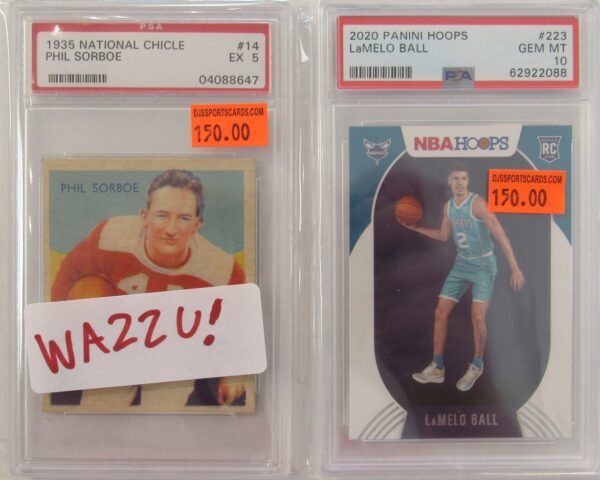 PSA
1935 NATIONAL CHICLE #14
PHIL SORBOE EX 5
04088647
DJSSPORTSCARDS.COM
150.00
PHIL SORBOE
WAZZU!
2020 PANINI HOOPS #223
LaMELO BALL GEM MT
10
PSA 62922088
NBA HOOPS
RC
DJSSPORTSCARDS.COM
150.00
2
LaMELO BALL